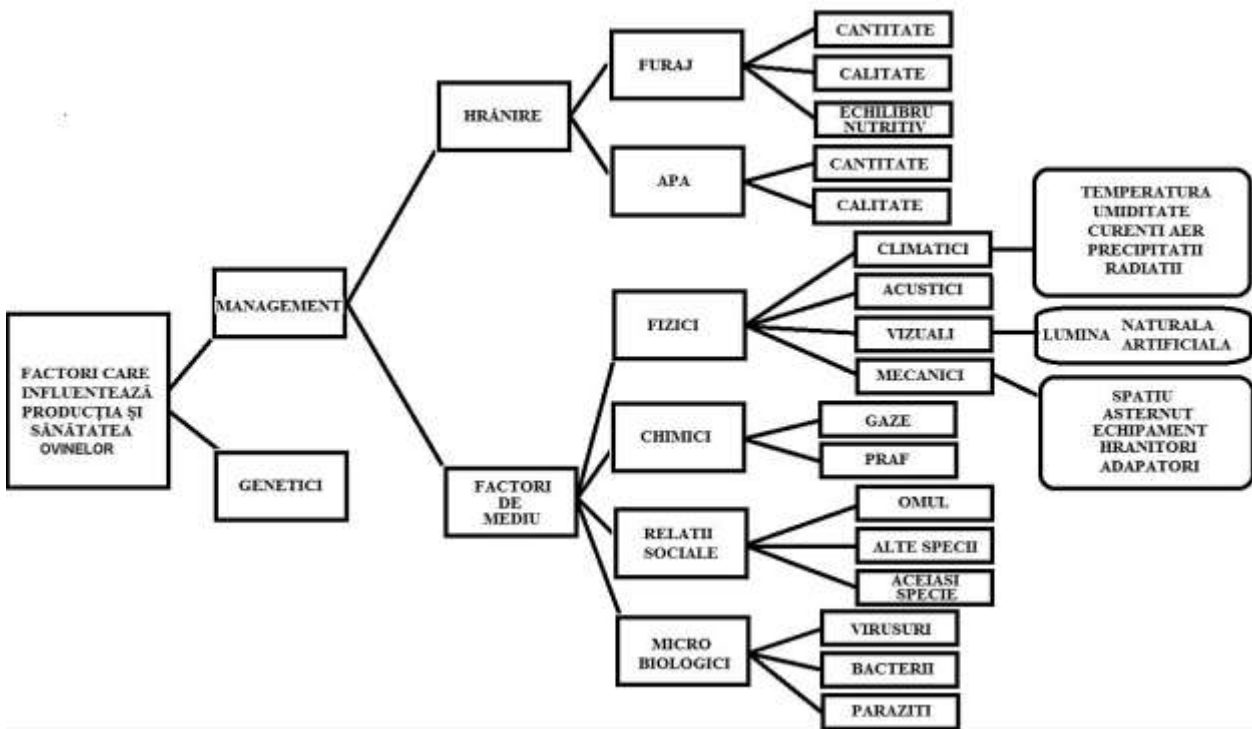 FACTORI CARE
INFLUENTEAZĂ
PRODUCȚIA ȘI
SĂNĂTATEA
OVINELOR
MANAGEMENT
GENETICI
HRĂNIRE
FACTORI
DE
MEDIU
FURAJ
APA
FIZICI
CHIMICI
RELATII
SOCIALE
MICRO
BIOLOGICI
CANTITATE
CALITATE
ECHILIBRU
NUTRITIV
CANTITATE
CALITATE
CLIMATICI
ACUSTICI
VIZUALI
MECANICI
GAZE
PRAF
OMUL
ALTE SPECII
ACEIASI
SPECIE
VIRUSURI
BACTERII
PARAZITI
TEMPERATURA
UMIDITATE
CURENTI AER
PRECIPITATII
RADIATII
LUMINA NATURALA
ARTIFICIALA
SPATIU
ASTERNUT
ECHIPAMENT
HRANITORI
ADAPATORI